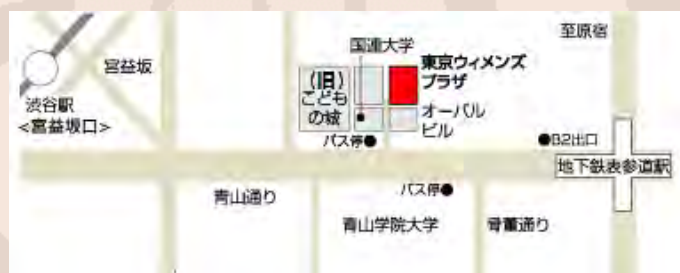 至原宿
国連大学
宮益坂
東京ウィメンズ
プラザ
(旧)
こども
の城
渋谷駅
<宮益坂口>
オーバル
ビル
バス停●
●B2出口
地下鉄表参道駅
青山通り
バス停●
青山学院大学
骨董通り